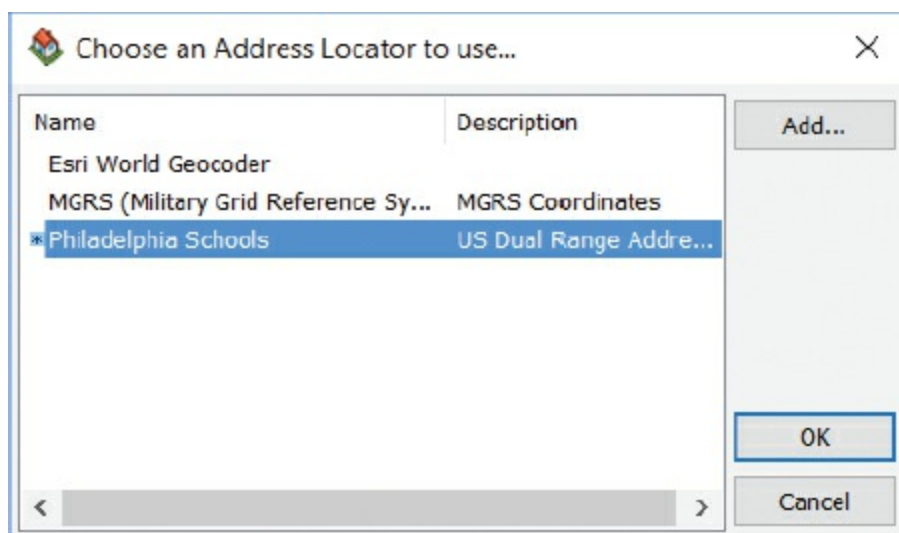 Choose an Address Locator to use...
Name Description
Add...
Esri World Geocoder
MGRS (Military Grid Reference Sy... MGRS Coordinates
Philadelphia Schools US Dual Range Addre...
OK
Cancel